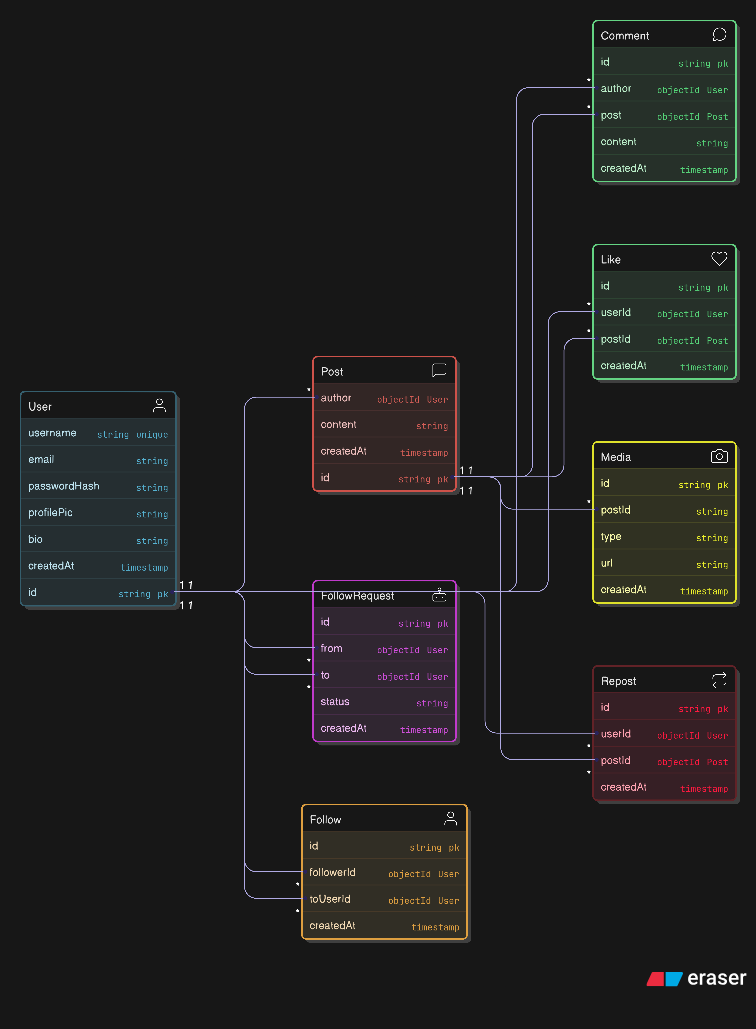 User
username string unique
email string
passwordHash string
profilePic string
bio string
createdAt timestamp
id string pk
1 1
1 1
Post
author objectId User
content string
createdAt timestamp
id string pk
1 1
1 1
FollowRequest
id string pk
from objectId User
to objectId User
status string
createdAt timestamp
Follow
id string pk
followerId objectId User
toUserId objectId User
createdAt timestamp
Comment
id string pk
author objectId User
post objectId Post
content string
createdAt timestamp
Like
id string pk
userId objectId User
postId objectId Post
createdAt timestamp
Media
id string pk
postId string
type string
url string
createdAt timestamp
Repost
id string pk
userId objectId User
postId objectId Post
createdAt timestamp
eraser